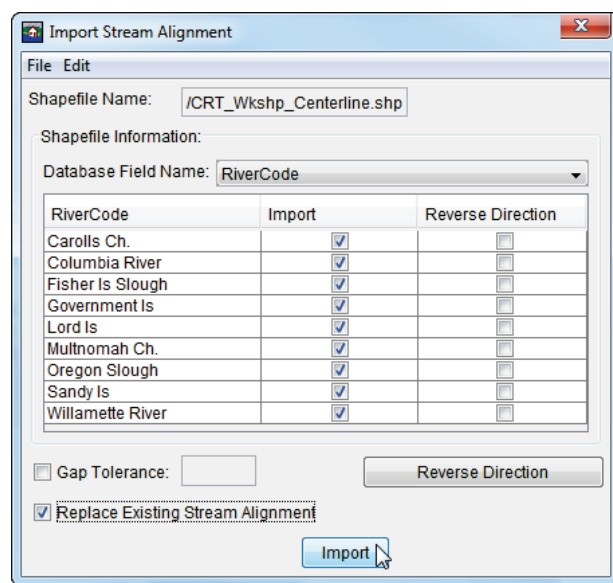 Import Stream Alignment
File Edit
Shapefile Name: /CRT_Wkshp_Centerline.shp
Shapefile Information:
Database Field Name: RiverCode
RiverCode Import Reverse Direction
Carolls Ch.
Columbia River
Fisher Is Slough
Government Is
Lord Is
Multnomah Ch.
Oregon Slough
Sandy Is
Willamette River
Gap Tolerance: Reverse Direction
Replace Existing Stream Alignment
Import